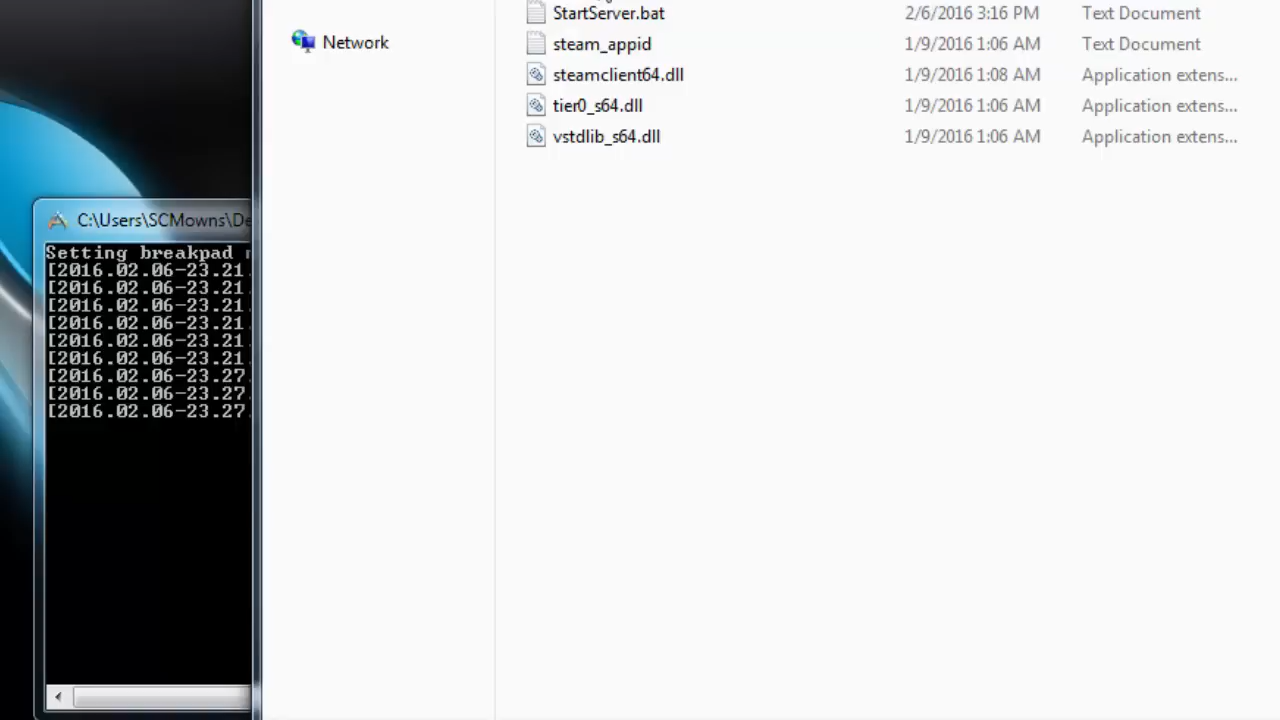 StartServer.bat 2/6/2016 3:16 PM Text Document
Network
steam_appid 1/9/2016 1:06 AM Text Document
steamclient64.dll 1/9/2016 1:08 AM Application extens...
tier0_s64.dll 1/9/2016 1:06 AM Application extens...
vstdlib_s64.dll 1/9/2016 1:06 AM Application extens...
C:\Users\SCMowns\De
Setting breakpad
[2016.02.06-23.21.
[2016.02.06-23.21.
[2016.02.06-23.21.
[2016.02.06-23.21.
[2016.02.06-23.21.
[2016.02.06-23.21.
[2016.02.06-23.27.
[2016.02.06-23.27.
[2016.02.06-23.27.